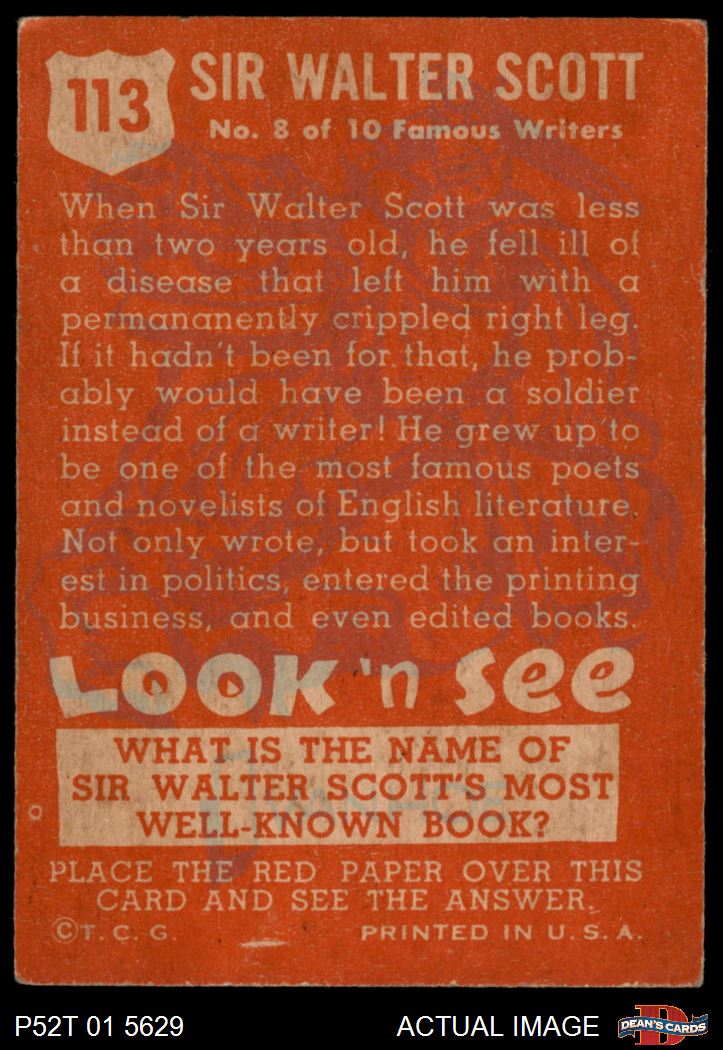 113
SIR WALTER SCOTT
No. 8 of 10 Famous Writers
When Sir Walter Scott was less
than two years old, he fell ill of
a disease that left him with a
permananently crippled right leg.
If it hadn't been for that, he prob-
ably would have been a soldier
instead of a writer! He grew up to
be one of the most famous poets
and novelists of English literature.
Not only wrote, but took an inter-
est in politics, entered the printing
business, and even edited books.
LOOK 'n SEE
WHAT IS THE NAME OF
SIR WALTER SCOTT'S MOST
WELL-KNOWN BOOK?
IVANHOE
PLACE THE RED PAPER OVER THIS
CARD AND SEE THE ANSWER.
©T. C. G. PRINTED IN U. S. A.
P52T 01 5629 ACTUAL IMAGE DEAN'S CARDS